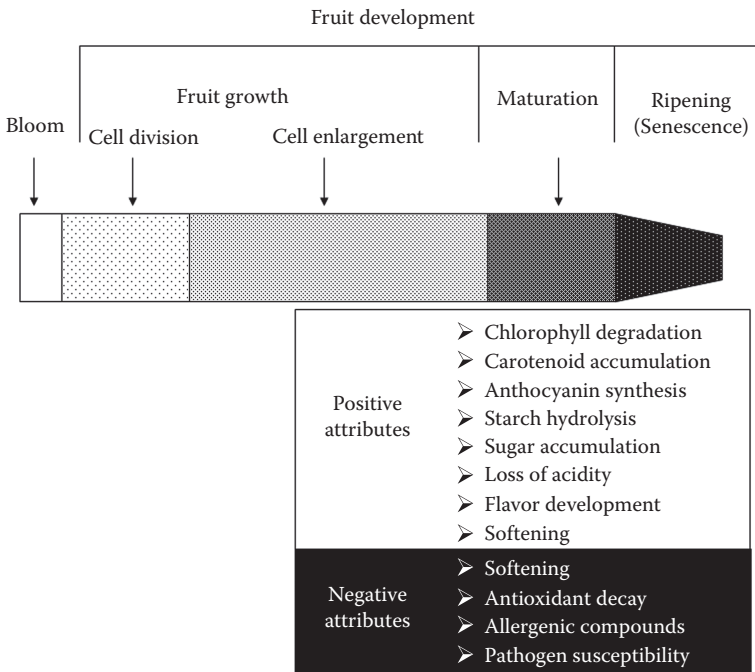 Fruit development
Fruit growth
Maturation
Ripening
(Senescence)
Bloom
Cell division
Cell enlargement
Positive
attributes
➢ Chlorophyll degradation
➢ Carotenoid accumulation
➢ Anthocyanin synthesis
➢ Starch hydrolysis
➢ Sugar accumulation
➢ Loss of acidity
➢ Flavor development
➢ Softening
Negative
attributes
➢ Softening
➢ Antioxidant decay
➢ Allergenic compounds
➢ Pathogen susceptibility